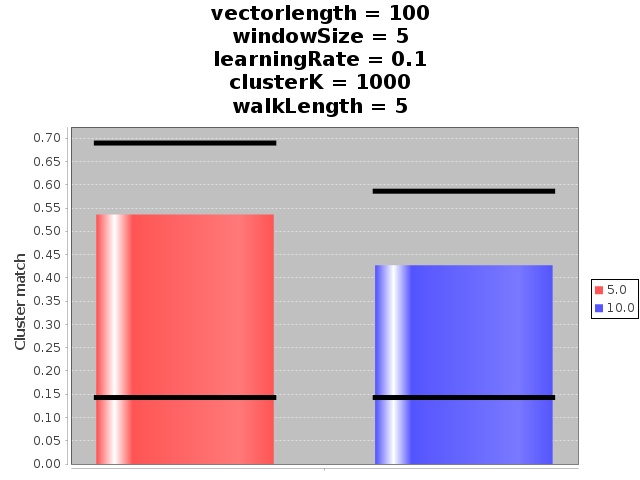 vectorlength = 100
windowSize = 5
learningRate = 0.1
clusterK = 1000
walkLength = 5
0.70
0.65
0.60
0.55
0.50
0.45
0.40
0.35
0.30
0.25
0.20
0.15
0.10
0.05
0.00
Cluster match
5.0
10.0